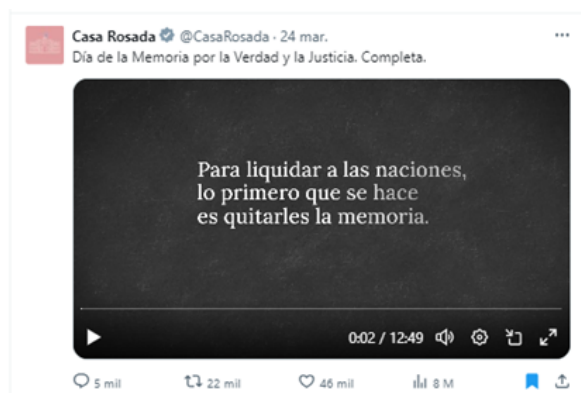 Casa Rosada @CasaRosada · 24 mar.
Día de la Memoria por la Verdad y la Justicia. Completa.
Para liquidar a las naciones,
lo primero que se hace
es quitarles la memoria.
0:02 / 12:49
5 mil 22 mil 46 mil 8 M